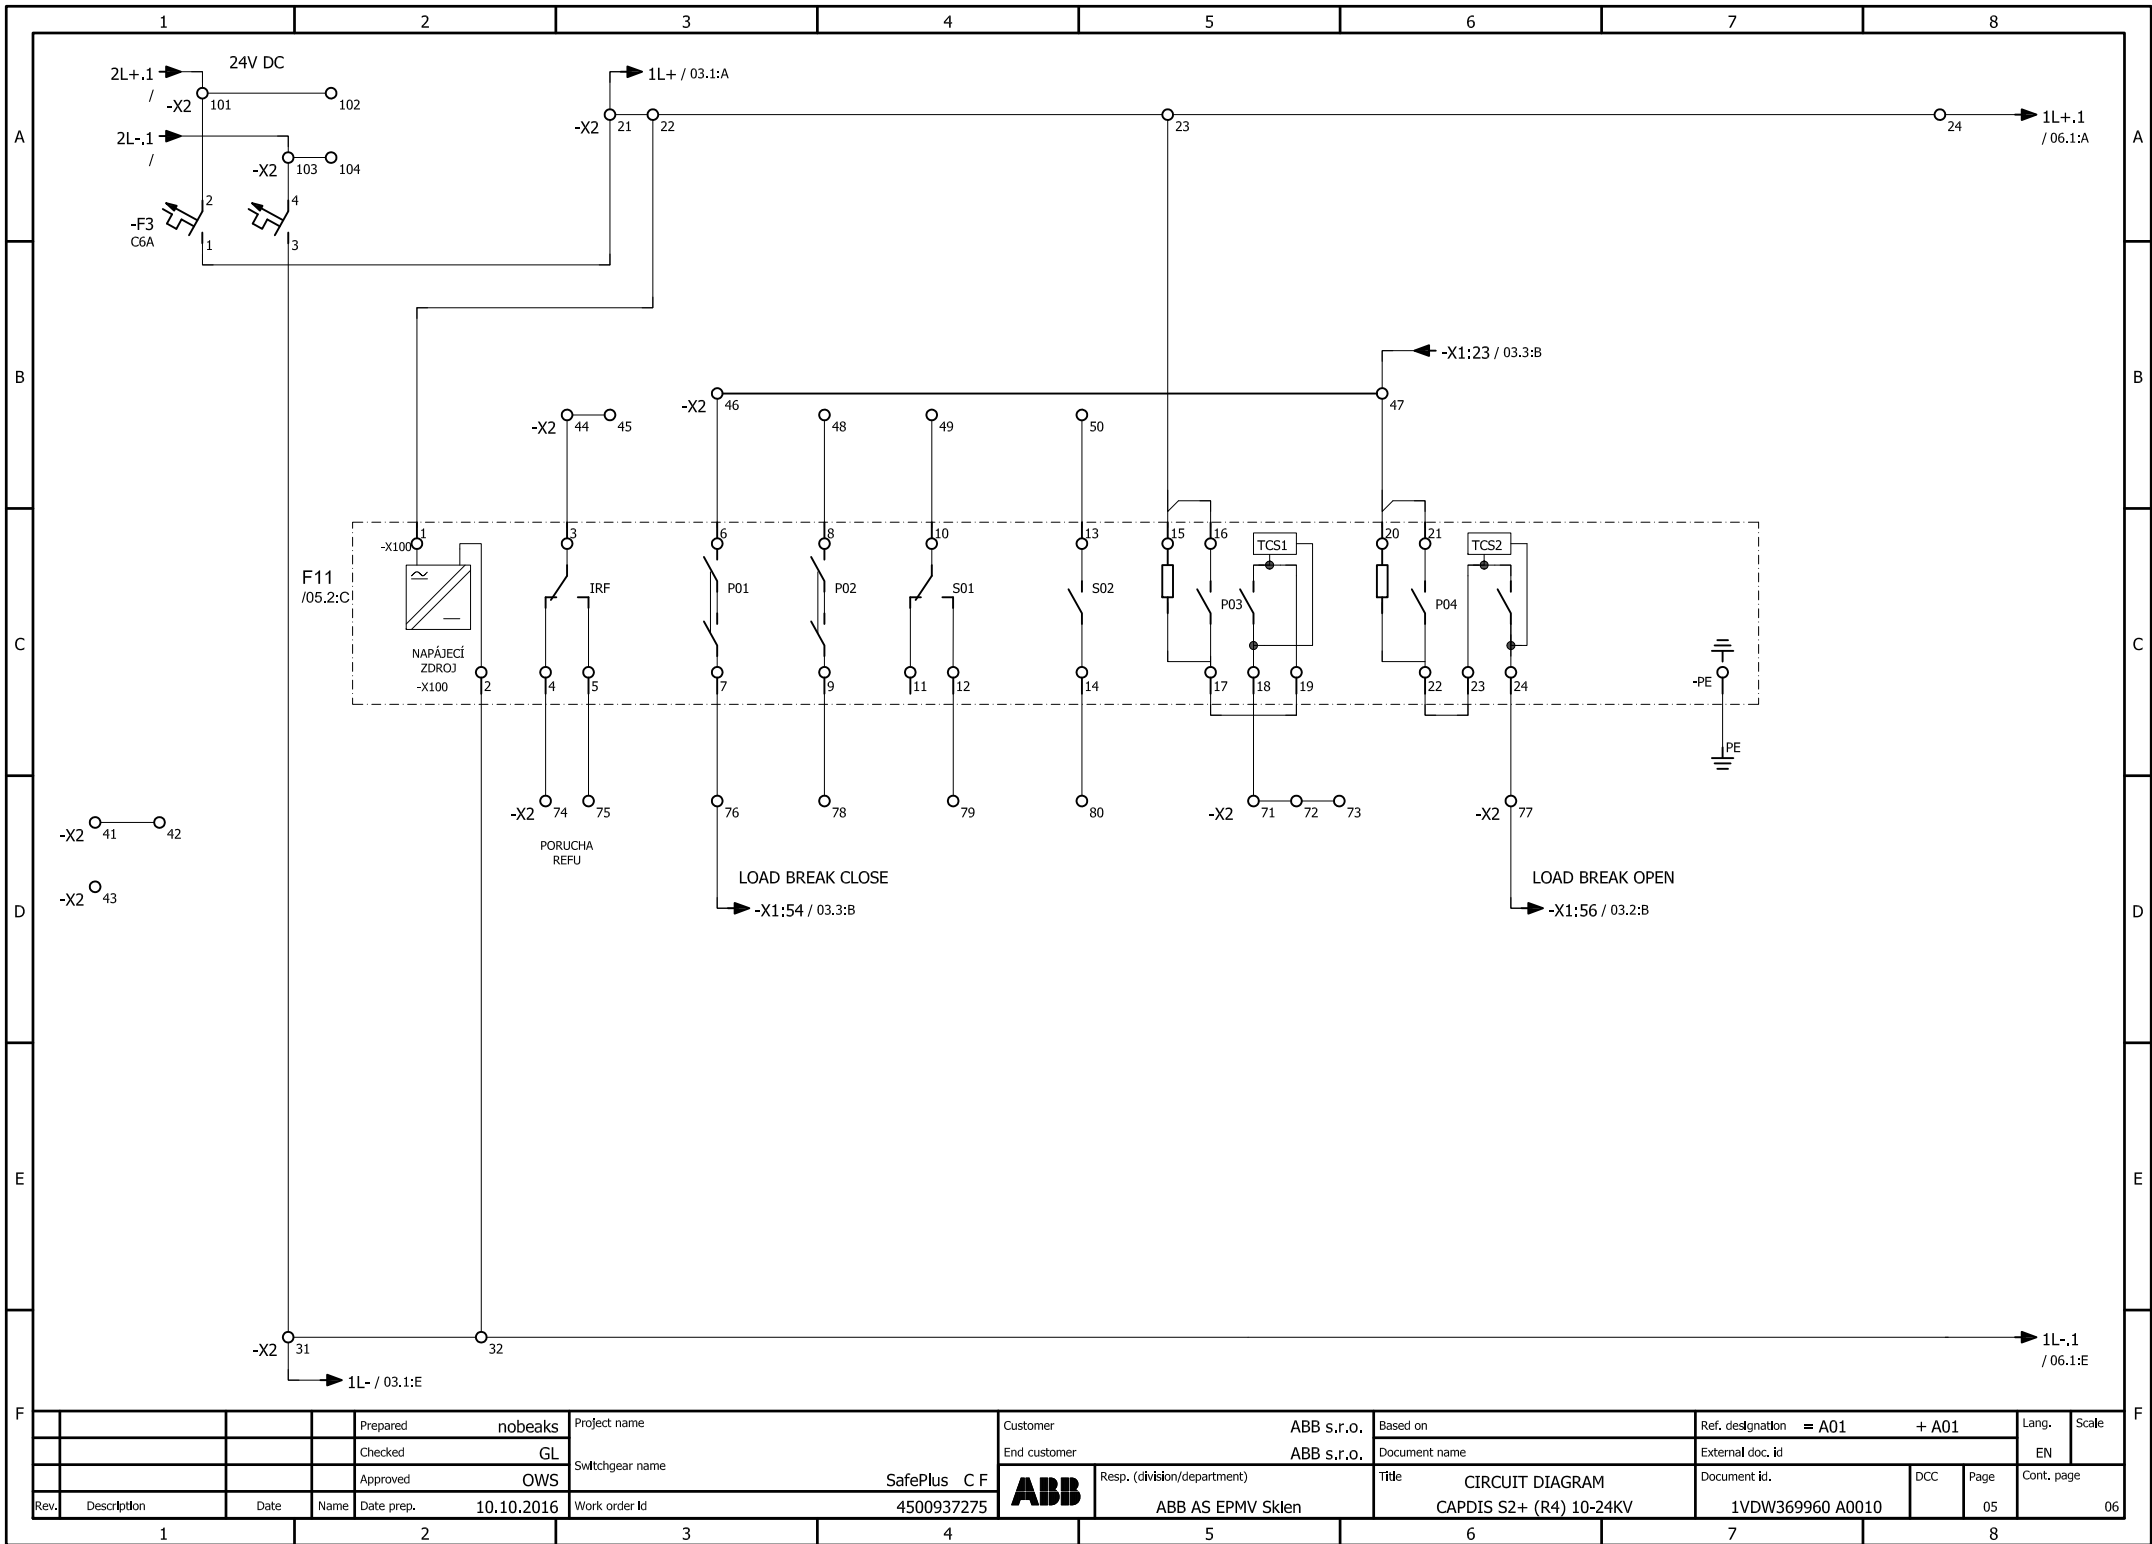 1 2 3 4 5 6 7 8
A A
B B
C C
D D
E E
F F
24V DC
2L+.1
/
-X2 101 102
2L-.1
/
-X2 103 104
2 4
-F3
C6A
1 3
1L+ / 03.1:A
-X2 21 22 23 24
1L+.1
/ 06.1:A
-X1:23 / 03.3:B
-X2 44 45
-X2 46 47
48 49 50
F11
/05.2:C
-X100 1
3 6 8 10 13 15 16 20 21
TCS1 TCS2
IRF P01 P02 S01 S02 P03 P04
NAPÁJECÍ
ZDROJ
-X100 2
4 5 7 9 11 12 14 17 18 19 22 23 24
-PE
PE
-X2 74 75 76 78 79 80
-X2 71 72 73
-X2 77
PORUCHA
REFU
-X2 41 42
-X2 43
LOAD BREAK CLOSE
-X1:54 / 03.3:B
LOAD BREAK OPEN
-X1:56 / 03.2:B
-X2 31 32
1L- / 03.1:E
1L-.1
/ 06.1:E
Rev. Description Date Name
Prepared nobeaks
Checked GL
Approved OWS
Date prep. 10.10.2016
Project name
Switchgear name
SafePlus C F
Work order id 4500937275
Customer ABB s.r.o.
End customer ABB s.r.o.
ABB
Resp. (division/department)
ABB AS EPMV Skien
Based on
Document name
Title CIRCUIT DIAGRAM
CAPDIS S2+ (R4) 10-24KV
Ref. designation = A01 + A01
External doc. id
Document id.
1VDW369960 A0010
DCC
Page
05
Lang.
EN
Scale
Cont. page
06
1 2 3 4 5 6 7 8